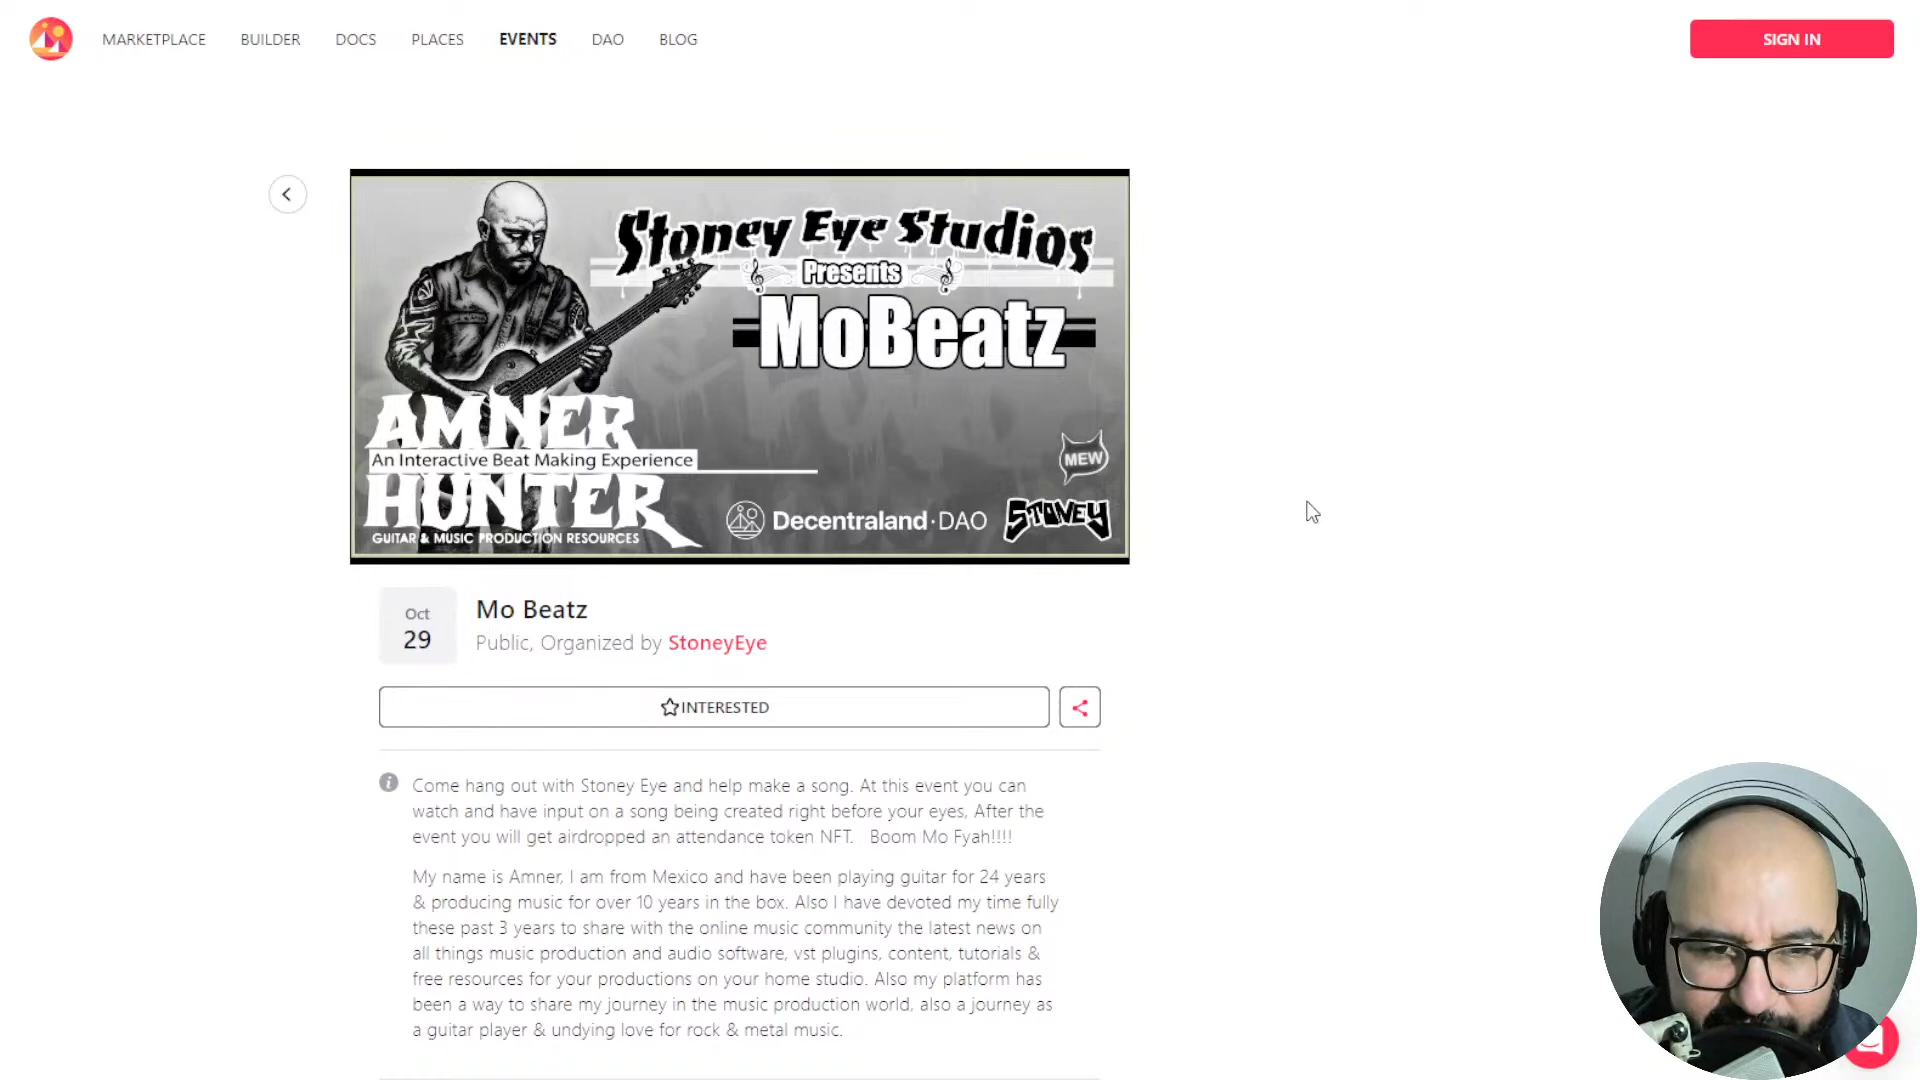 MARKETPLACE BUILDER DOCS PLACES EVENTS DAO BLOG SIGN IN
Stoney Eye Studios
Presents
MoBeatz
AMNER
An Interactive Beat Making Experience
HUNTER
GUITAR & MUSIC PRODUCTION RESOURCES
MEW
Decentraland·DAO
STONEY
Oct
29
Mo Beatz
Public, Organized by StoneyEye
INTERESTED
Come hang out with Stoney Eye and help make a song. At this event you can
watch and have input on a song being created right before your eyes, After the
event you will get airdropped an attendance token NFT. Boom Mo Fyah!!!!
My name is Amner, I am from Mexico and have been playing guitar for 24 years
& producing music for over 10 years in the box. Also I have devoted my time fully
these past 3 years to share with the online music community the latest news on
all things music production and audio software, vst plugins, content, tutorials &
free resources for your productions on your home studio. Also my platform has
been a way to share my journey in the music production world, also a journey as
a guitar player & undying love for rock & metal music.